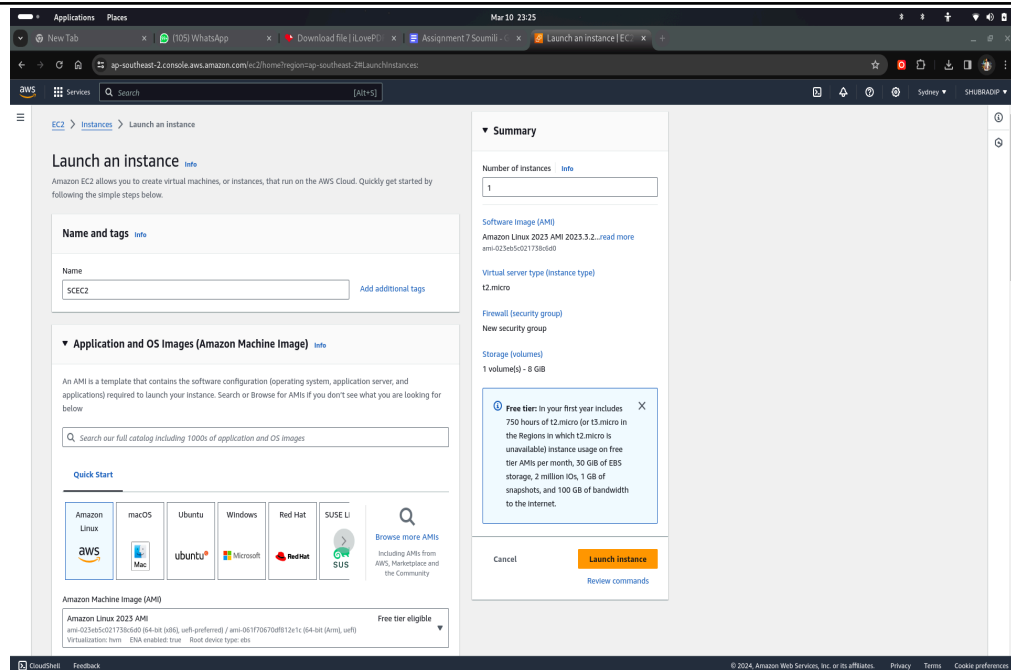 Applications Places Mar 10 23:25
New Tab (105) WhatsApp Download file | iLovePD Assignment 7 Soumili - Launch an instance | EC2
ap-southeast-2.console.aws.amazon.com/ec2/home?region=ap-southeast-2#LaunchInstances:
aws Services Search [Alt+S] Sydney SHUBRADIP
EC2 > Instances > Launch an instance
Launch an instance Info
Amazon EC2 allows you to create virtual machines, or instances, that run on the AWS Cloud. Quickly get started by
following the simple steps below.
Name and tags Info
Name
SCEC2
Add additional tags
Application and OS Images (Amazon Machine Image) Info
An AMI is a template that contains the software configuration (operating system, application server, and
applications) required to launch your instance. Search or Browse for AMIs if you don't see what you are looking for
below
Search our full catalog including 1000s of application and OS images
Quick Start
Amazon
Linux
aws
macOS
Mac
Ubuntu
ubuntu
Windows
Microsoft
Red Hat
Red Hat
SUSE Li
SUS
Browse more AMIs
Including AMIs from
AWS, Marketplace and
the Community
Amazon Machine Image (AMI)
Amazon Linux 2023 AMI Free tier eligible
ami-023eb5c021738c6d0 (64-bit (x86), uefi-preferred) / ami-061f70670df812e1c (64-bit (Arm), uefi)
Virtualization: hvm ENA enabled: true Root device type: ebs
Summary
Number of instances Info
1
Software Image (AMI)
Amazon Linux 2023 AMI 2023.3.2...read more
ami-023eb5c021738c6d0
Virtual server type (instance type)
t2.micro
Firewall (security group)
New security group
Storage (volumes)
1 volume(s) - 8 GiB
Free tier: In your first year includes
750 hours of t2.micro (or t3.micro in
the Regions in which t2.micro is
unavailable) instance usage on free
tier AMIs per month, 30 GiB of EBS
storage, 2 million IOs, 1 GB of
snapshots, and 100 GB of bandwidth
to the internet.
Cancel Launch instance
Review commands
CloudShell Feedback © 2024, Amazon Web Services, Inc. or its affiliates. Privacy Terms Cookie preferences